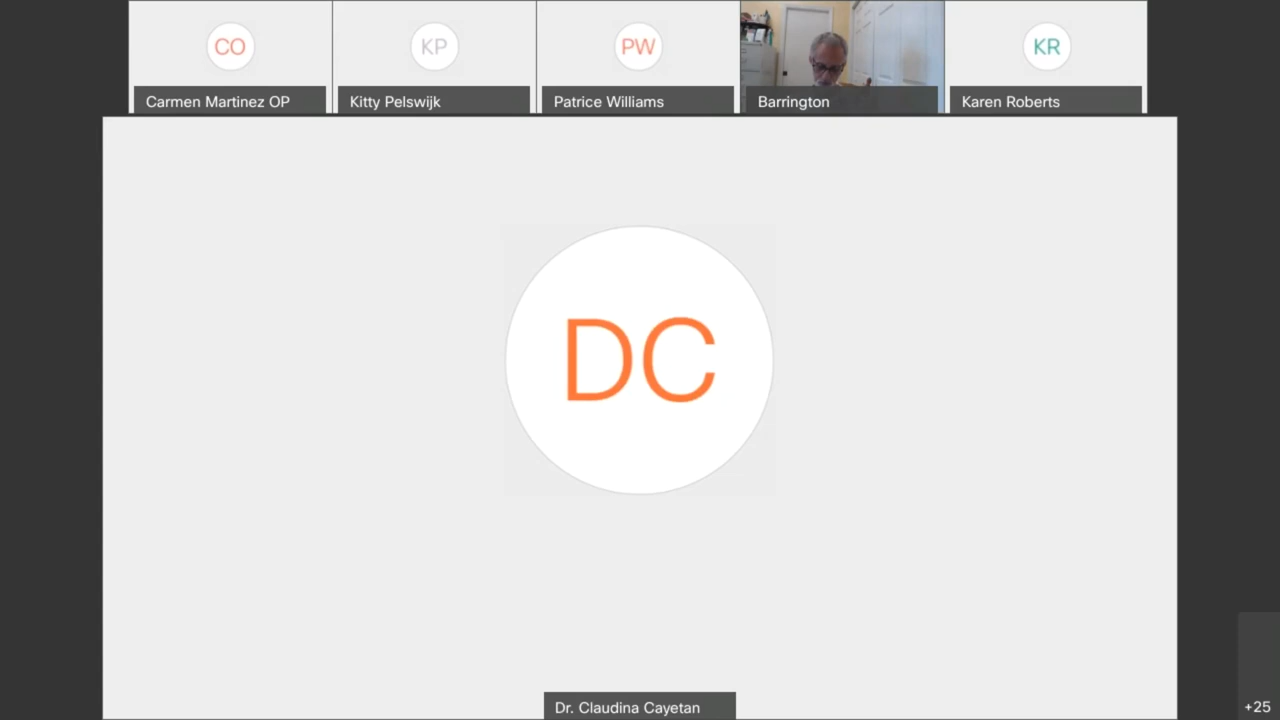 CO
KP
PW
KR
Carmen Martinez OP
Kitty Pelswijk
Patrice Williams
Barrington
Karen Roberts
DC
Dr. Claudina Cayetan
+25